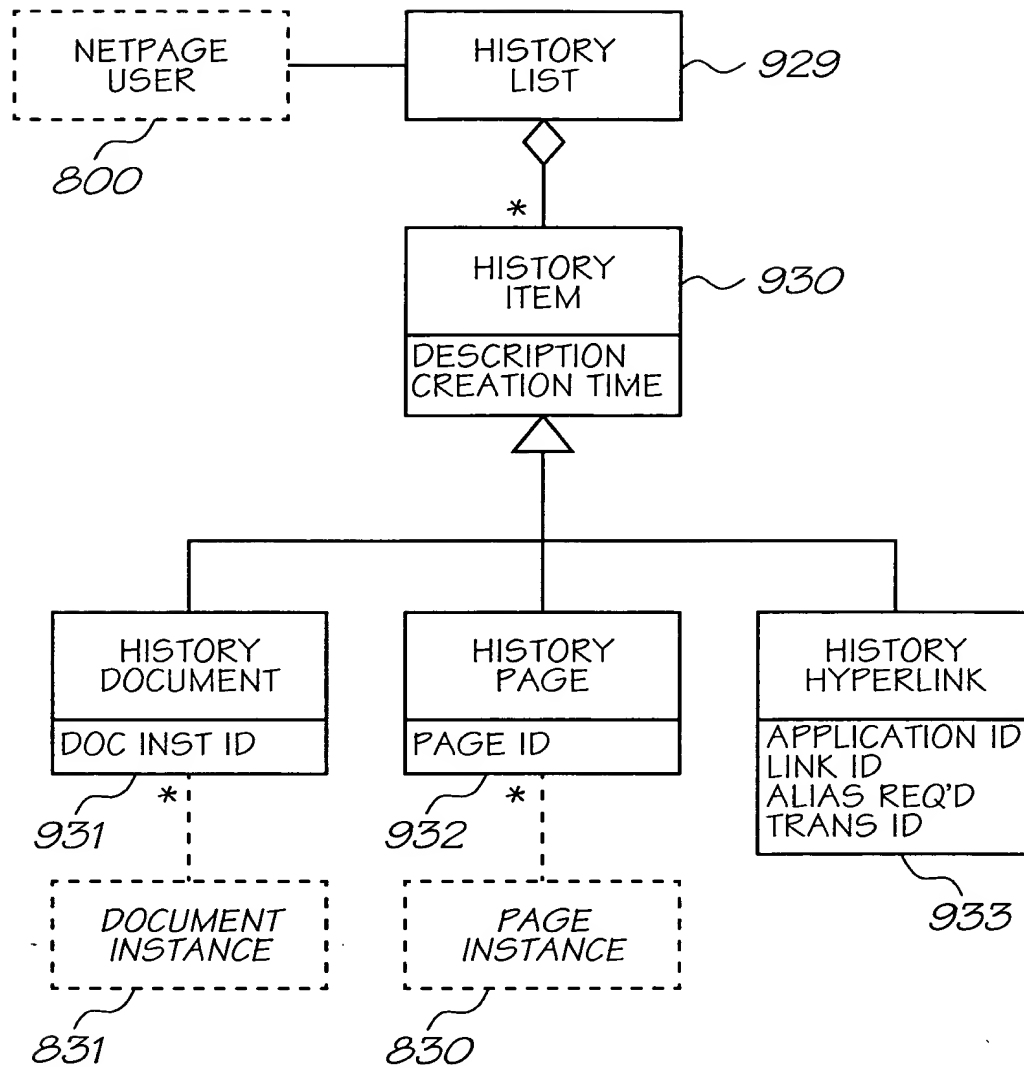 NETPAGE
USER
800
HISTORY
LIST
929
*
HISTORY
ITEM
930
DESCRIPTION
CREATION TIME
HISTORY
DOCUMENT
DOC INST ID
931
*
HISTORY
PAGE
PAGE ID
932
*
HISTORY
HYPERLINK
APPLICATION ID
LINK ID
ALIAS REQ'D
TRANS ID
933
DOCUMENT
INSTANCE
831
PAGE
INSTANCE
830